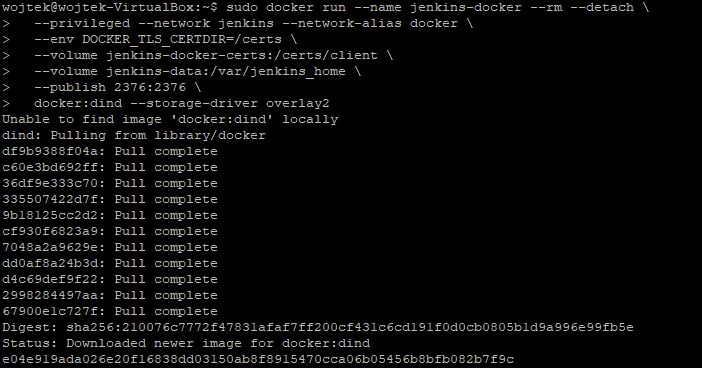 wojtek@wojtek-VirtualBox:~$ sudo docker run --name jenkins-docker --rm --detach \
>   --privileged --network jenkins --network-alias docker \
>   --env DOCKER_TLS_CERTDIR=/certs \
>   --volume jenkins-docker-certs:/certs/client \
>   --volume jenkins-data:/var/jenkins_home \
>   --publish 2376:2376 \
>   docker:dind --storage-driver overlay2
Unable to find image 'docker:dind' locally
dind: Pulling from library/docker
df9b9388f04a: Pull complete
c60e3bd692ff: Pull complete
36df9e333c70: Pull complete
335507422d7f: Pull complete
9b18125cc2d2: Pull complete
cf930f6823a9: Pull complete
7048a2a9629e: Pull complete
dd0af8a24b3d: Pull complete
d4c69def9f22: Pull complete
2998284497aa: Pull complete
67900e1c727f: Pull complete
Digest: sha256:210076c7772f47831afaf7ff200cf431c6cd191f0d0cb0805b1d9a996e99fb5e
Status: Downloaded newer image for docker:dind
e04e919ada026e20f16838dd03150ab8f8915470cca06b05456b8bfb082b7f9c